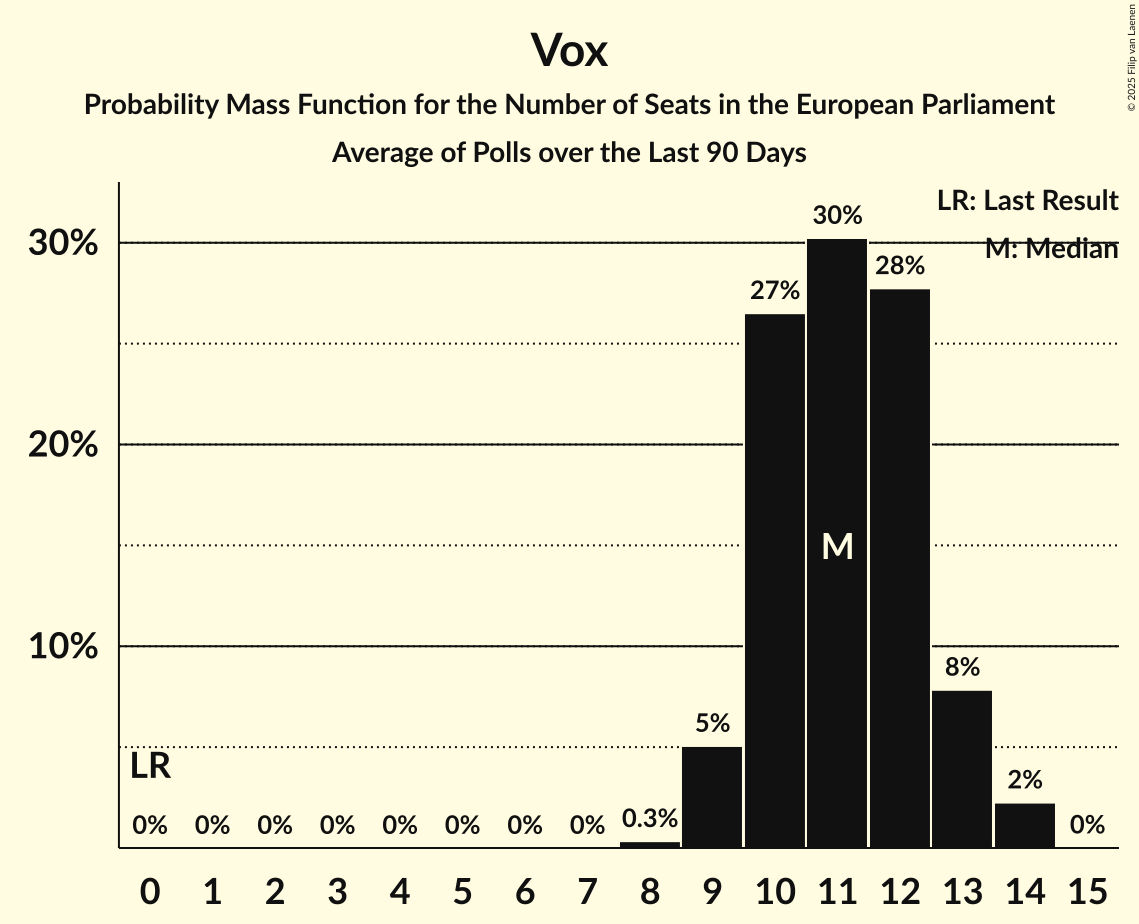 Vox
Probability Mass Function for the Number of Seats in the European Parliament
Average of Polls over the Last 90 Days
© 2025 Filip van Laenen
LR: Last Result
M: Median
30%
20%
10%
30%
28%
27%
M
8%
5%
LR
2%
0% 0% 0% 0% 0% 0% 0% 0% 0.3% 0%
0 1 2 3 4 5 6 7 8 9 10 11 12 13 14 15